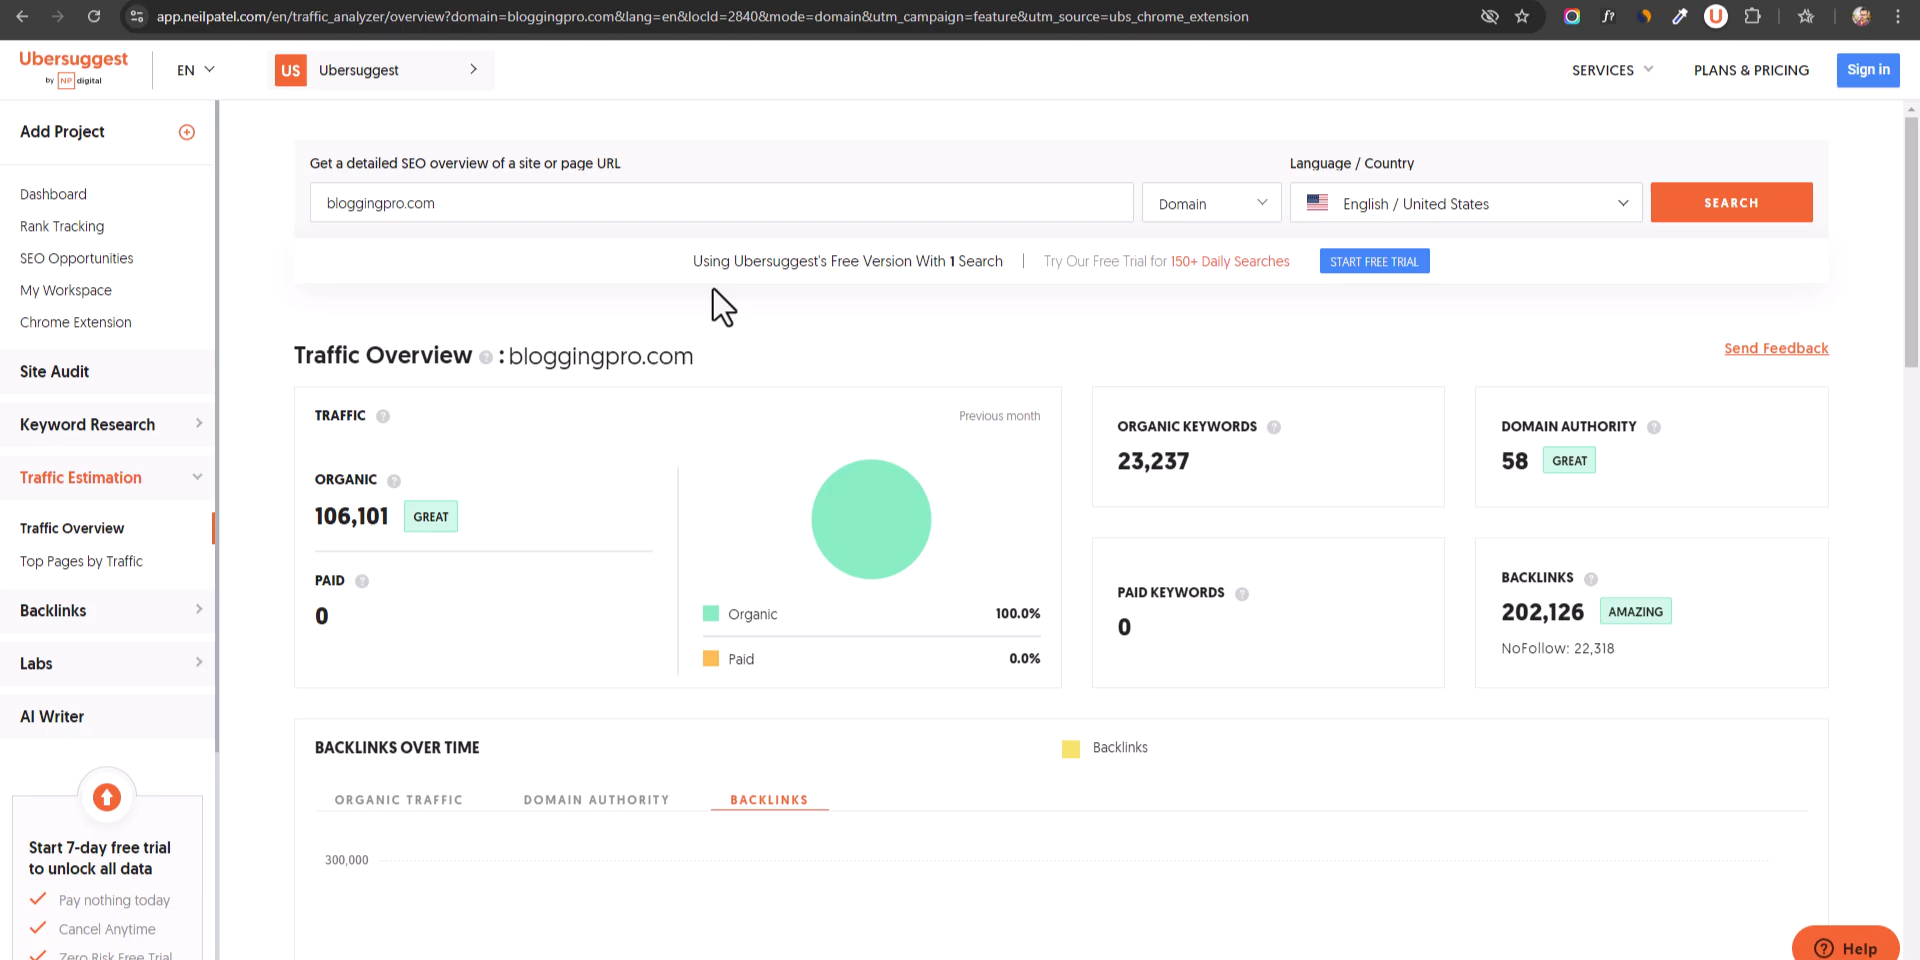 app.neilpatel.com/en/traffic_analyzer/overview?domain=bloggingpro.com&lang=en&locId=2840&mode=domain&utm_campaign=feature&utm_source=ubs_chrome_extension
f?
U
Ubersuggest
by NP digital
EN
US Ubersuggest
SERVICES
PLANS & PRICING
Sign in
Add Project
Dashboard
Rank Tracking
SEO Opportunities
My Workspace
Chrome Extension
Site Audit
Keyword Research
Traffic Estimation
Traffic Overview
Top Pages by Traffic
Backlinks
Labs
AI Writer
Start 7-day free trial
to unlock all data
Pay nothing today
Cancel Anytime
Zero Risk Free Trial
Get a detailed SEO overview of a site or page URL
Language / Country
bloggingpro.com
Domain
English / United States
SEARCH
Using Ubersuggest's Free Version With 1 Search
Try Our Free Trial for 150+ Daily Searches
START FREE TRIAL
Traffic Overview ? : bloggingpro.com
Send Feedback
TRAFFIC ?
Previous month
ORGANIC ?
106,101 GREAT
PAID ?
0
Organic 100.0%
Paid 0.0%
ORGANIC KEYWORDS ?
23,237
DOMAIN AUTHORITY ?
58 GREAT
PAID KEYWORDS ?
0
BACKLINKS ?
202,126 AMAZING
NoFollow: 22,318
BACKLINKS OVER TIME
Backlinks
ORGANIC TRAFFIC
DOMAIN AUTHORITY
BACKLINKS
300,000
? Help